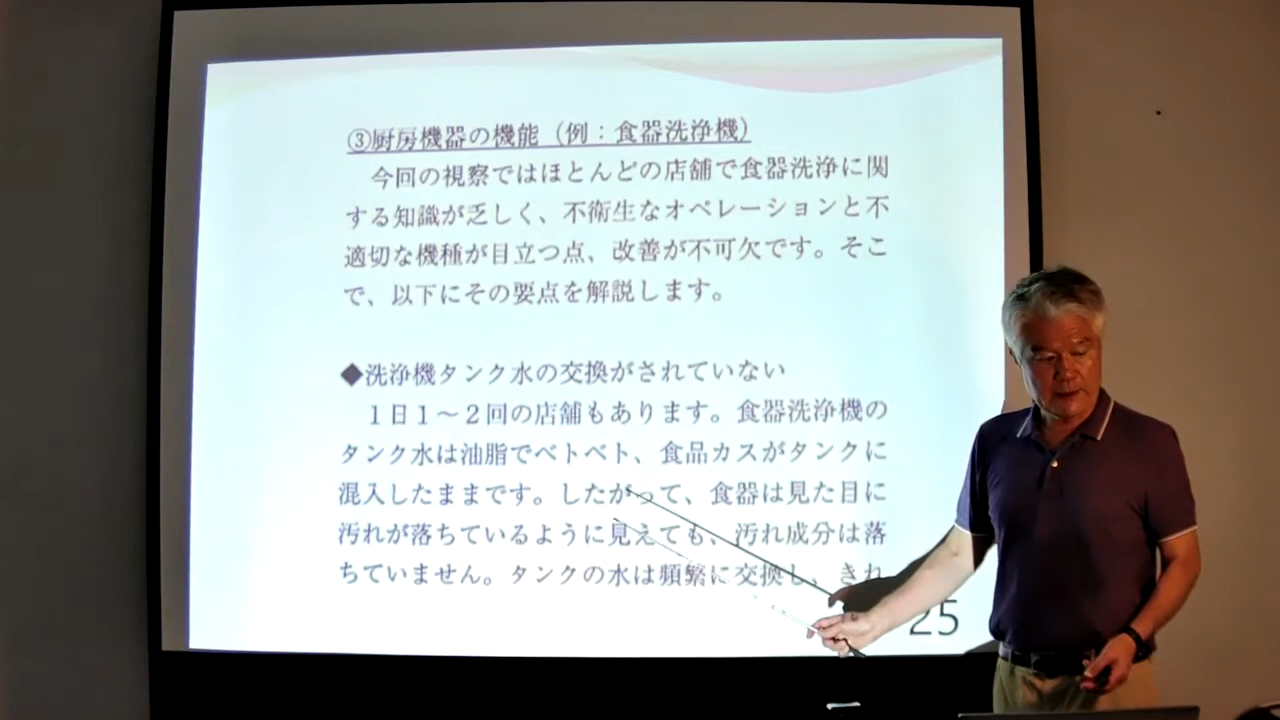 ③厨房機器の機能（例：食器洗浄機）
今回の視察ではほとんどの店舗で食器洗浄に関
する知識が乏しく、不衛生なオペレーションと不
適切な機種が目立つ点、改善が不可欠です。そこ
で、以下にその要点を解説します。
◆洗浄機タンク水の交換がされていない
１日１～２回の店舗もあります。食器洗浄機の
タンク水は油脂でベトベト、食品カスがタンクに
混入したままです。したがって、食器は見た目に
汚れが落ちているように見えても、汚れ成分は落
ちていません。タンクの水は頻繁に交換し、きれ
25